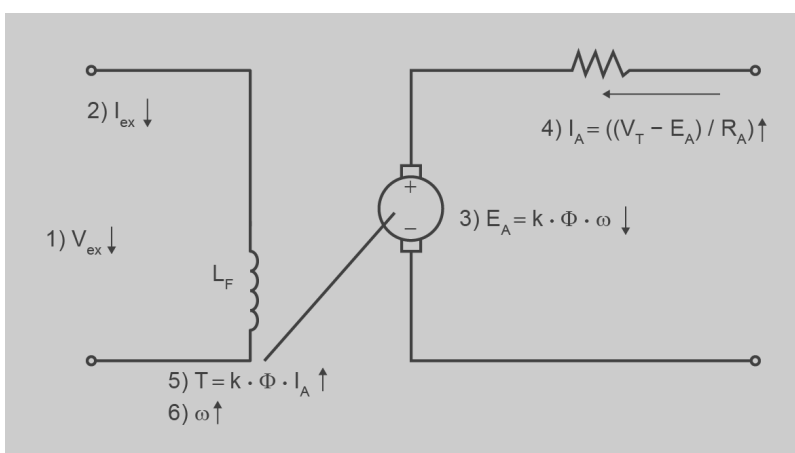 2) I_ex ↓
4) I_A = ((V_T − E_A) / R_A) ↑
+
3) E_A = k · Φ · ω ↓
−
1) V_ex ↓
L_F
5) T = k · Φ · I_A ↑
6) ω ↑